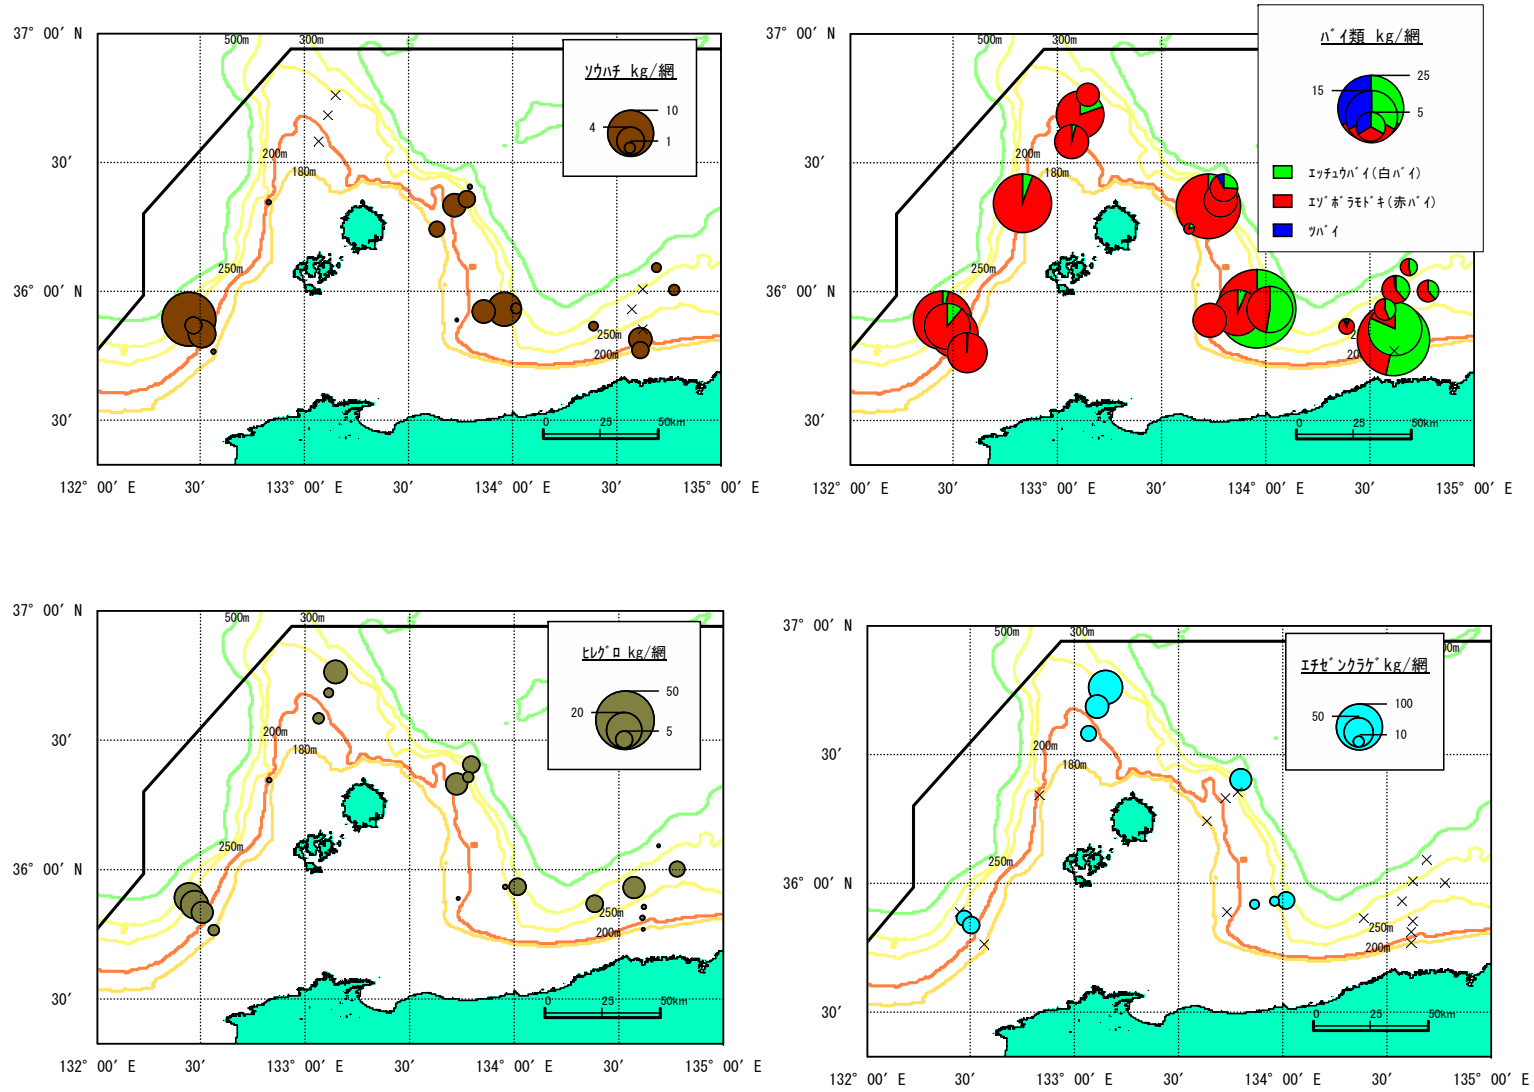 37° 00′ N
500m
300m
ｿｳﾊﾁ kg/網
10
4
1
30′
200m
180m
250m
36° 00′ N
250m
200m
30′
0 25 50km
132° 00′ E 30′ 133° 00′ E 30′ 134° 00′ E 30′ 135° 00′ E
37° 00′ N
500m
300m
ﾊﾞｲ類 kg/網
25
15
5
ｴｯﾁｭｳﾊﾞｲ(白ﾊﾞｲ)
ｴｿﾞﾎﾞﾗﾓﾄﾞｷ(赤ﾊﾞｲ)
ﾂﾊﾞｲ
30′
200m
180m
36° 00′ N
30′
0 25 50km
132° 00′ E 30′ 133° 00′ E 30′ 134° 00′ E 30′ 135° 00′ E
37° 00′ N
500m
300m
ﾋﾚｸﾞﾛ kg/網
50
20
5
30′
200m
180m
250m
36° 00′ N
250m
200m
30′
0 25 50km
132° 00′ E 30′ 133° 00′ E 30′ 134° 00′ E 30′ 135° 00′ E
37° 00′ N
500m
300m
ｴﾁｾﾞﾝｸﾗｹﾞ kg/網
100
50
10
30′
200m
180m
250m
36° 00′ N
250m
200m
30′
0 25 50km
132° 00′ E 30′ 133° 00′ E 30′ 134° 00′ E 30′ 135° 00′ E